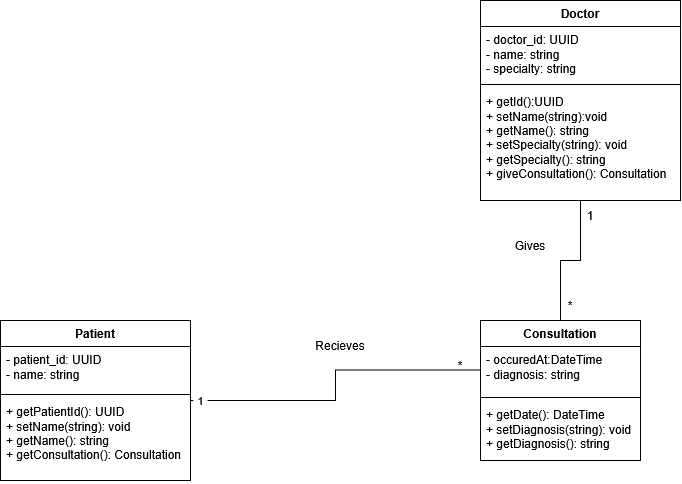 Doctor
- doctor_id: UUID
- name: string
- specialty: string
+ getId():UUID
+ setName(string):void
+ getName(): string
+ setSpecialty(string): void
+ getSpecialty(): string
+ giveConsultation(): Consultation
1
Gives
*
Patient
- patient_id: UUID
- name: string
+ getPatientId(): UUID
+ setName(string): void
+ getName(): string
+ getConsultation(): Consultation
1
Recieves
*
Consultation
- occuredAt:DateTime
- diagnosis: string
+ getDate(): DateTime
+ setDiagnosis(string): void
+ getDiagnosis(): string